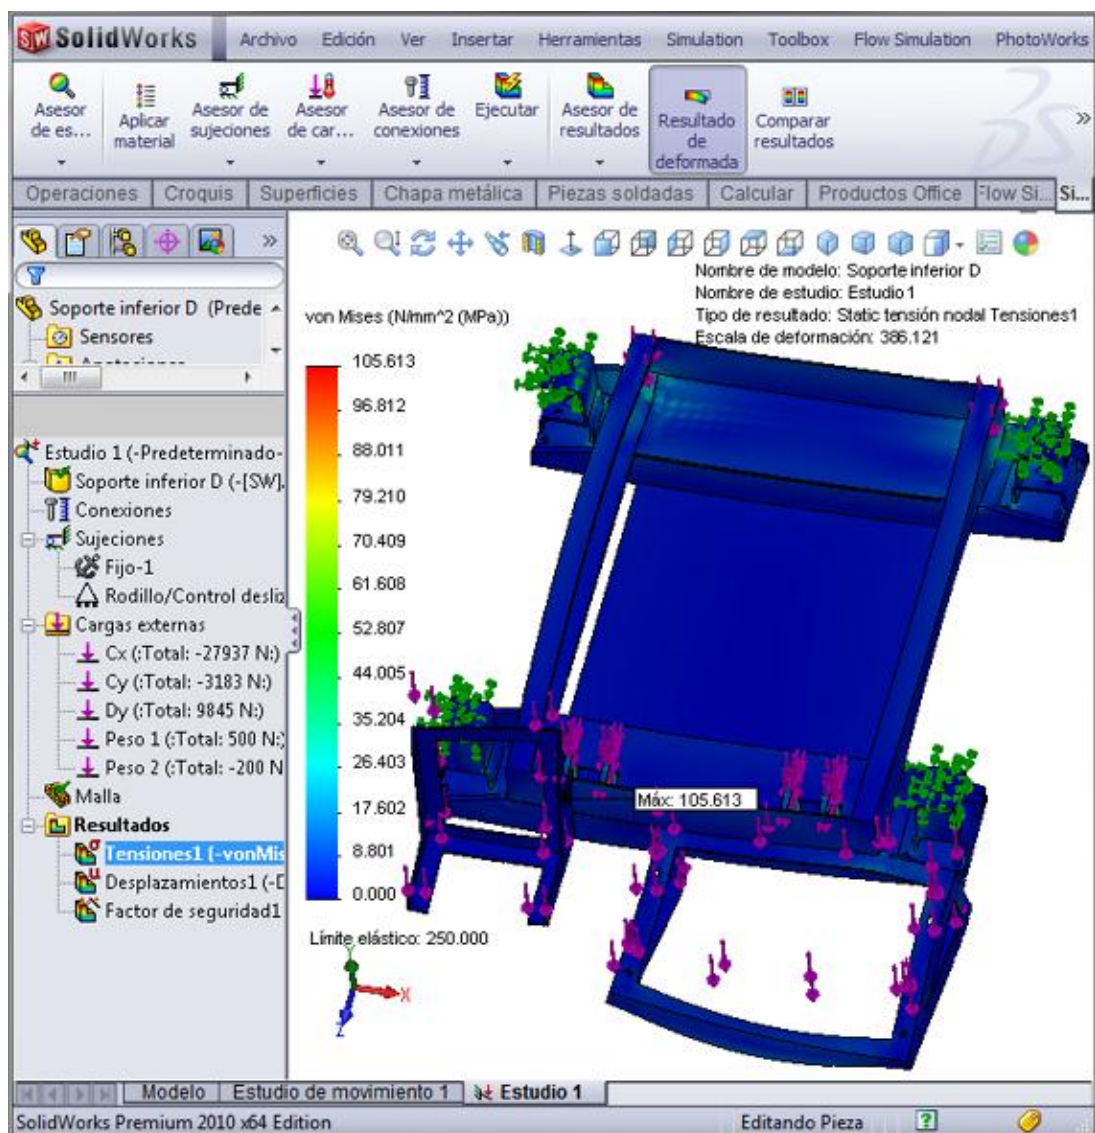 SolidWorks Archivo Edición Ver Insertar Herramientas Simulation Toolbox Flow Simulation PhotoWorks
Asesor de es...
Aplicar material
Asesor de sujeciones
Asesor de car...
Asesor de conexiones
Ejecutar
Asesor de resultados
Resultado de deformada
Comparar resultados
Operaciones Croquis Superficies Chapa metálica Piezas soldadas Calcular Productos Office Flow Si... Si...
Soporte inferior D (Prede
Sensores
Estudio 1 (-Predeterminado-
Soporte inferior D (-[SW].
Conexiones
Sujeciones
Fijo-1
Rodillo/Control desliz
Cargas externas
Cx (:Total: -27937 N:)
Cy (:Total: -3183 N:)
Dy (:Total: 9845 N:)
Peso 1 (:Total: 500 N:)
Peso 2 (:Total: -200 N
Malla
Resultados
Tensiones1 (-vonMis
Desplazamientos1 (-D
Factor de seguridad1
Nombre de modelo: Soporte inferior D
Nombre de estudio: Estudio 1
Tipo de resultado: Static tensión nodal Tensiones1
Escala de deformación: 386.121
von Mises (N/mm^2 (MPa))
105.613
96.812
88.011
79.210
70.409
61.608
52.807
44.005
35.204
26.403
17.602
8.801
0.000
Límite elástico: 250.000
Máx: 105.613
Y
X
Z
Modelo Estudio de movimiento 1 Estudio 1
SolidWorks Premium 2010 x64 Edition Editando Pieza